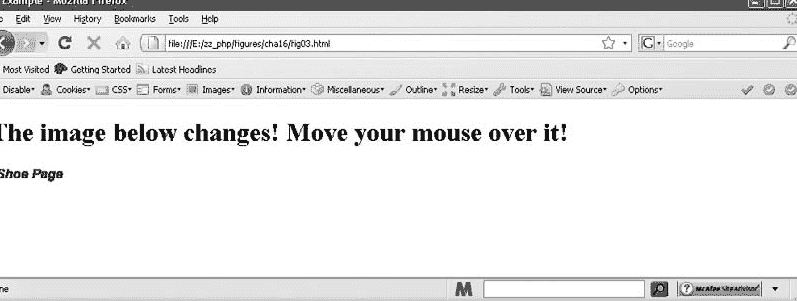 Example - Mozilla Firefox
Edit View History Bookmarks Tools Help
file:///E:/zz_php/figures/cha16/fig03.html Google
Most Visited Getting Started Latest Headlines
Disable Cookies CSS Forms Images Information Miscellaneous Outline Resize Tools View Source Options
The image below changes! Move your mouse over it!
Shoe Page
M McAfee SiteAdvisor